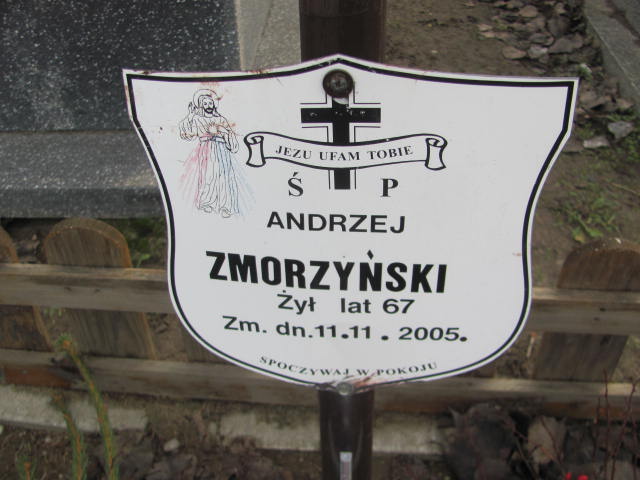 JEZU UFAM TOBIE
Ś P
ANDRZEJ
ZMORZYŃSKI
Żył lat 67
Zm. dn. 11.11. 2005.
SPOCZYWAJ W POKOJU